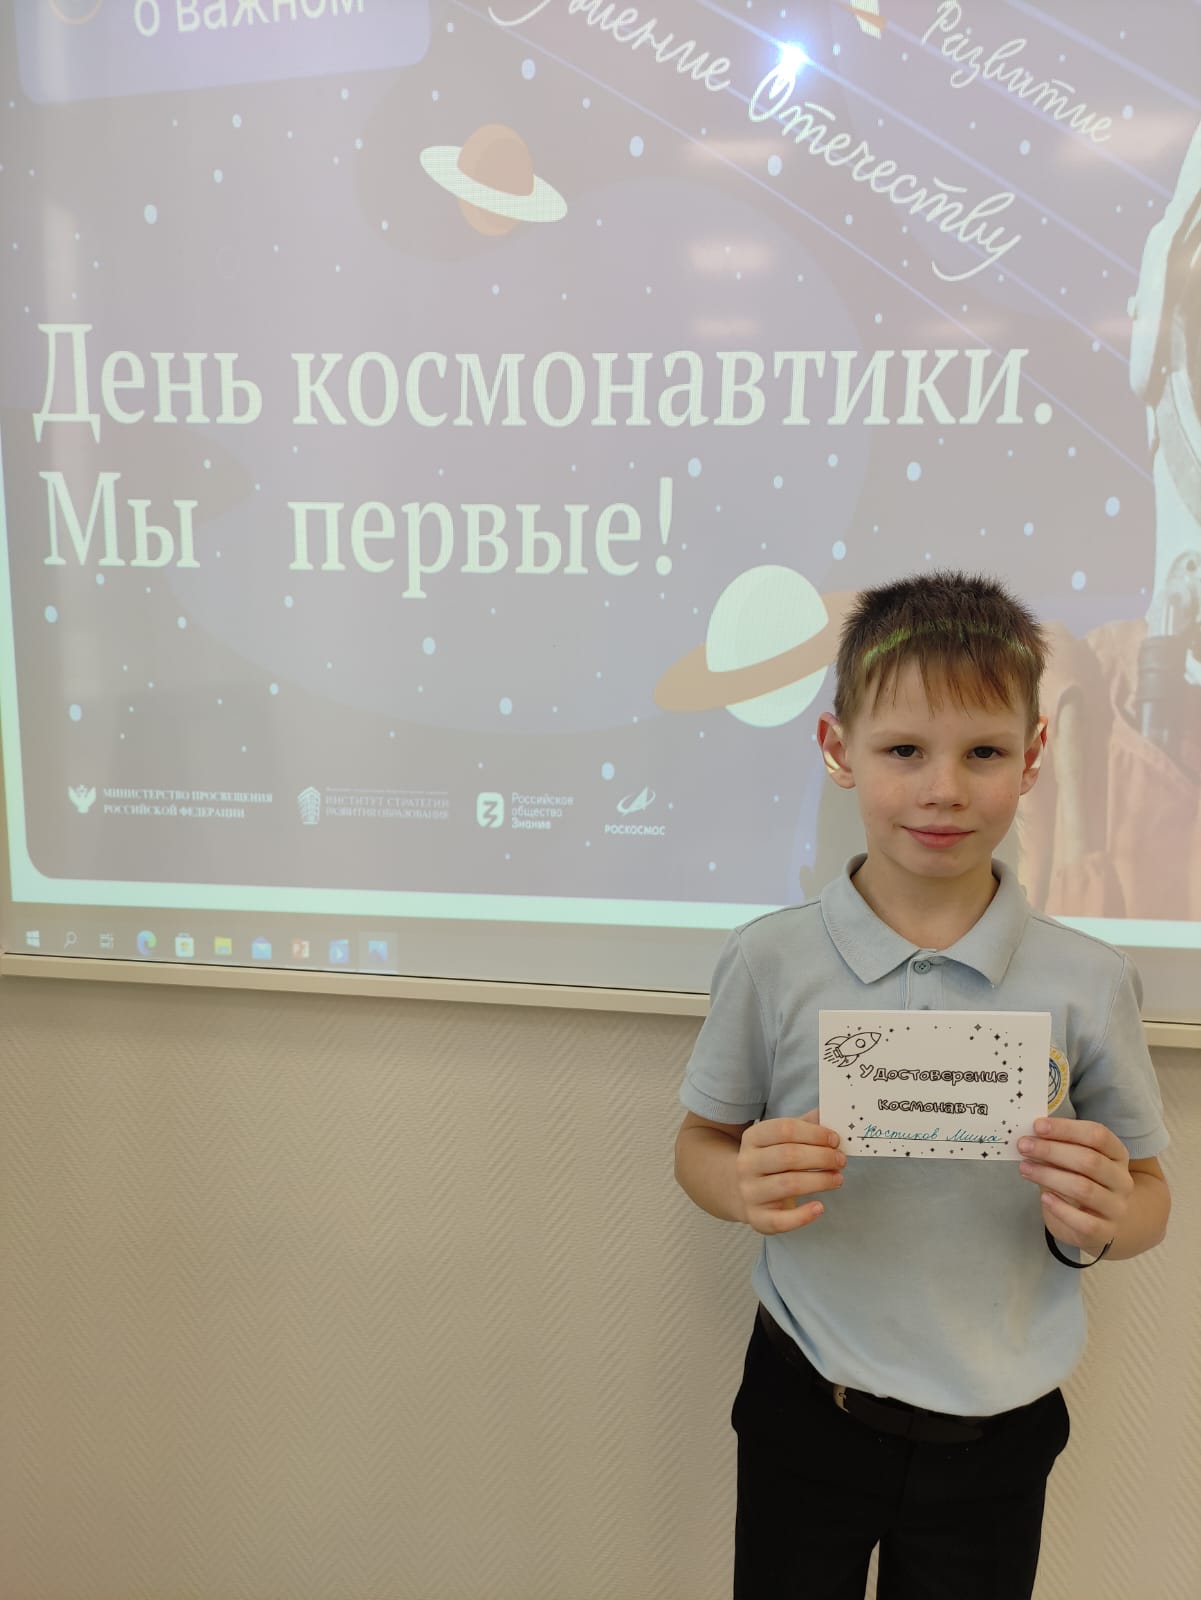 о важном
Отечеству
Развитие
День космонавтики.
Мы первые!
МИНИСТЕРСТВО ПРОСВЕЩЕНИЯ
РОССИЙСКОЙ ФЕДЕРАЦИИ
ИНСТИТУТ СТРАТЕГИИ
РАЗВИТИЯ ОБРАЗОВАНИЯ
Российское
общество
Знание
РОСКОСМОС
Удостоверение
космонавта
Костиков Миша